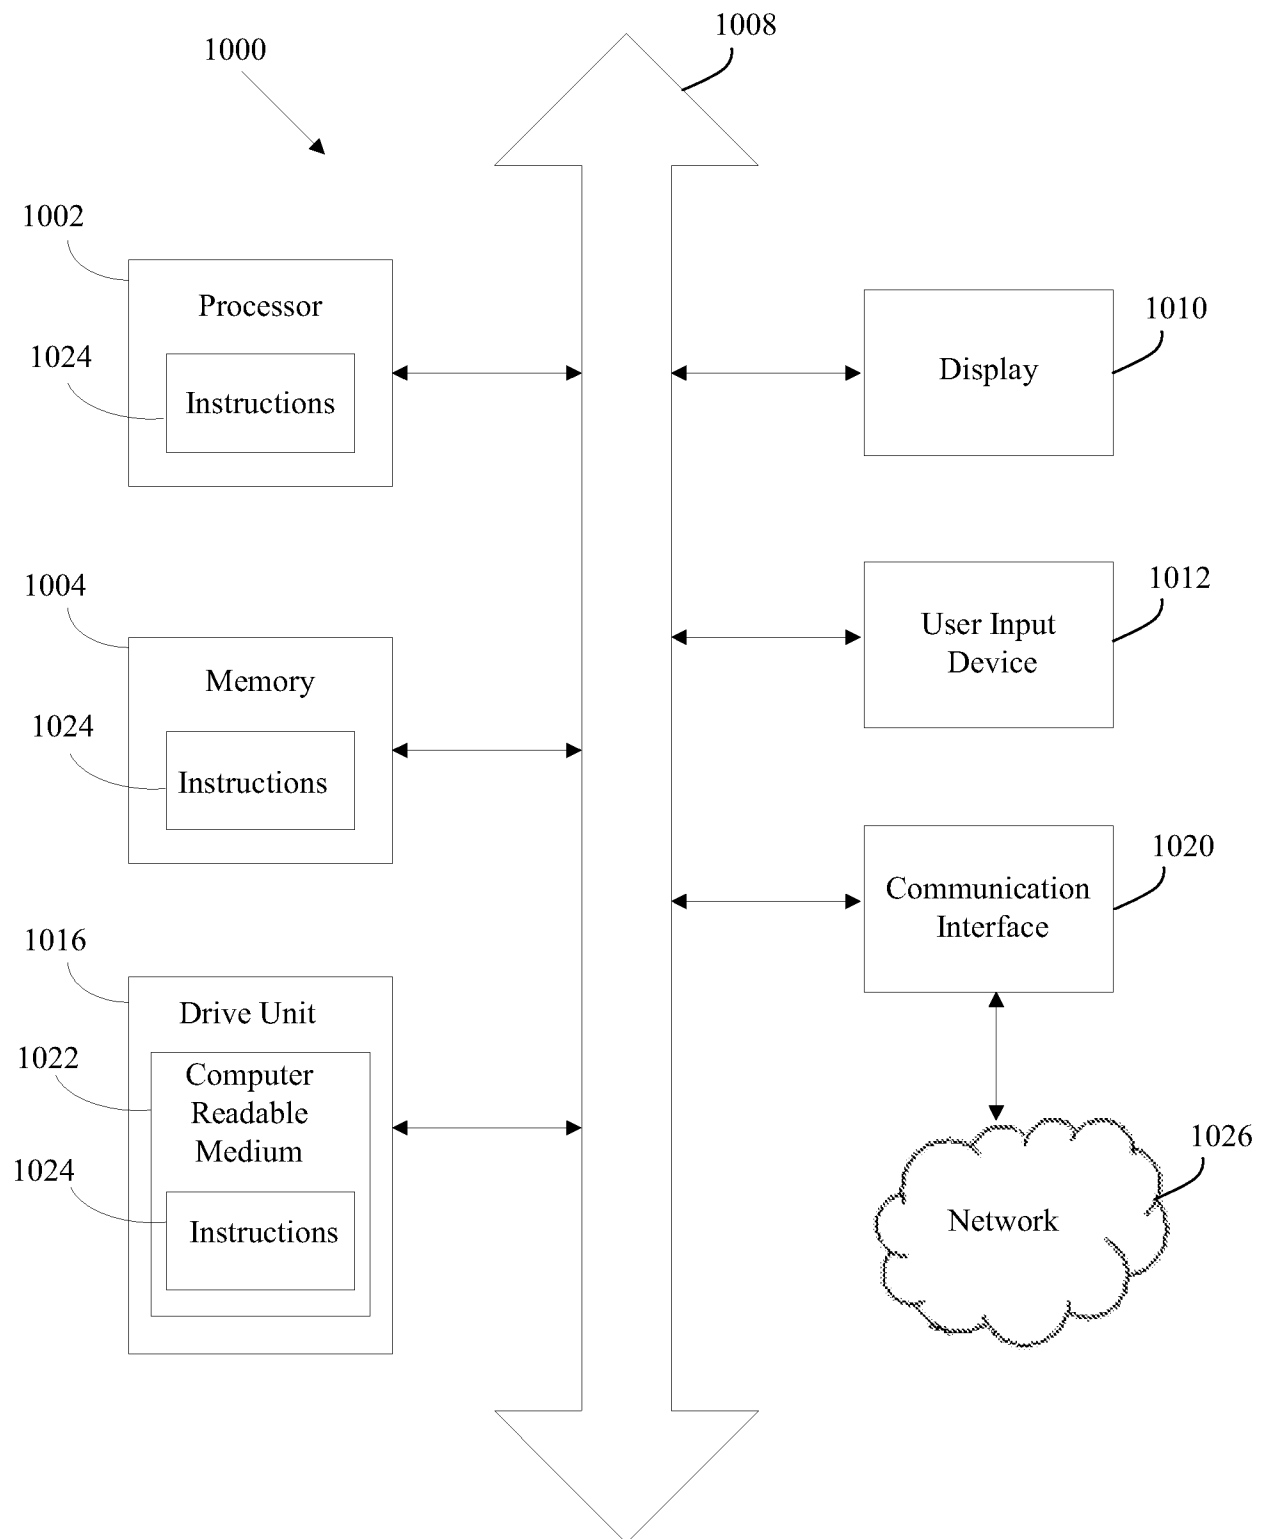 1008
1000
1002
Processor
1024
Instructions
1010
Display
1004
Memory
1024
Instructions
1012
User Input
Device
1020
Communication
Interface
1016
Drive Unit
1022
Computer
Readable
Medium
1024
Instructions
1026
Network